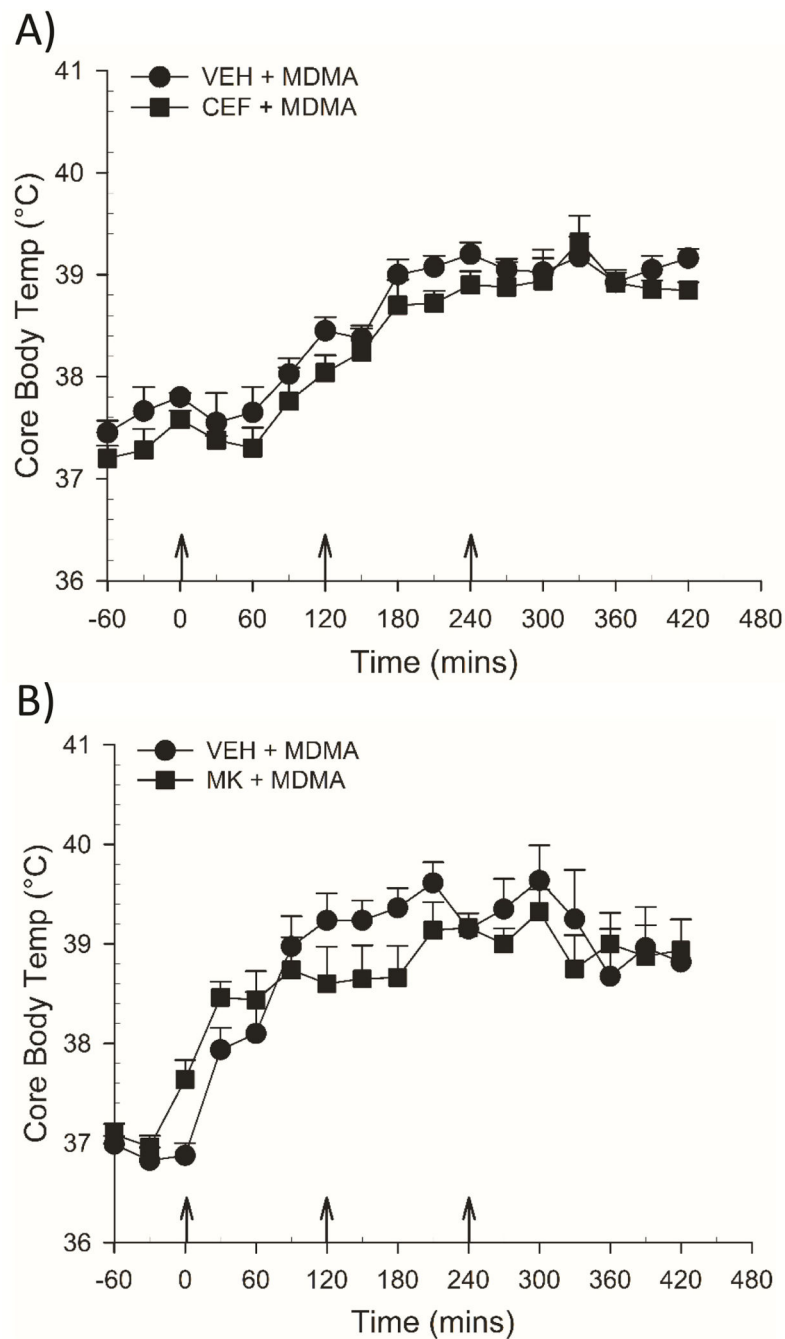 A)
41
40
39
38
37
36
Core Body Temp (°C)
VEH + MDMA
CEF + MDMA
-60 0 60 120 180 240 300 360 420 480
Time (mins)
B)
41
40
39
38
37
36
Core Body Temp (°C)
VEH + MDMA
MK + MDMA
-60 0 60 120 180 240 300 360 420 480
Time (mins)